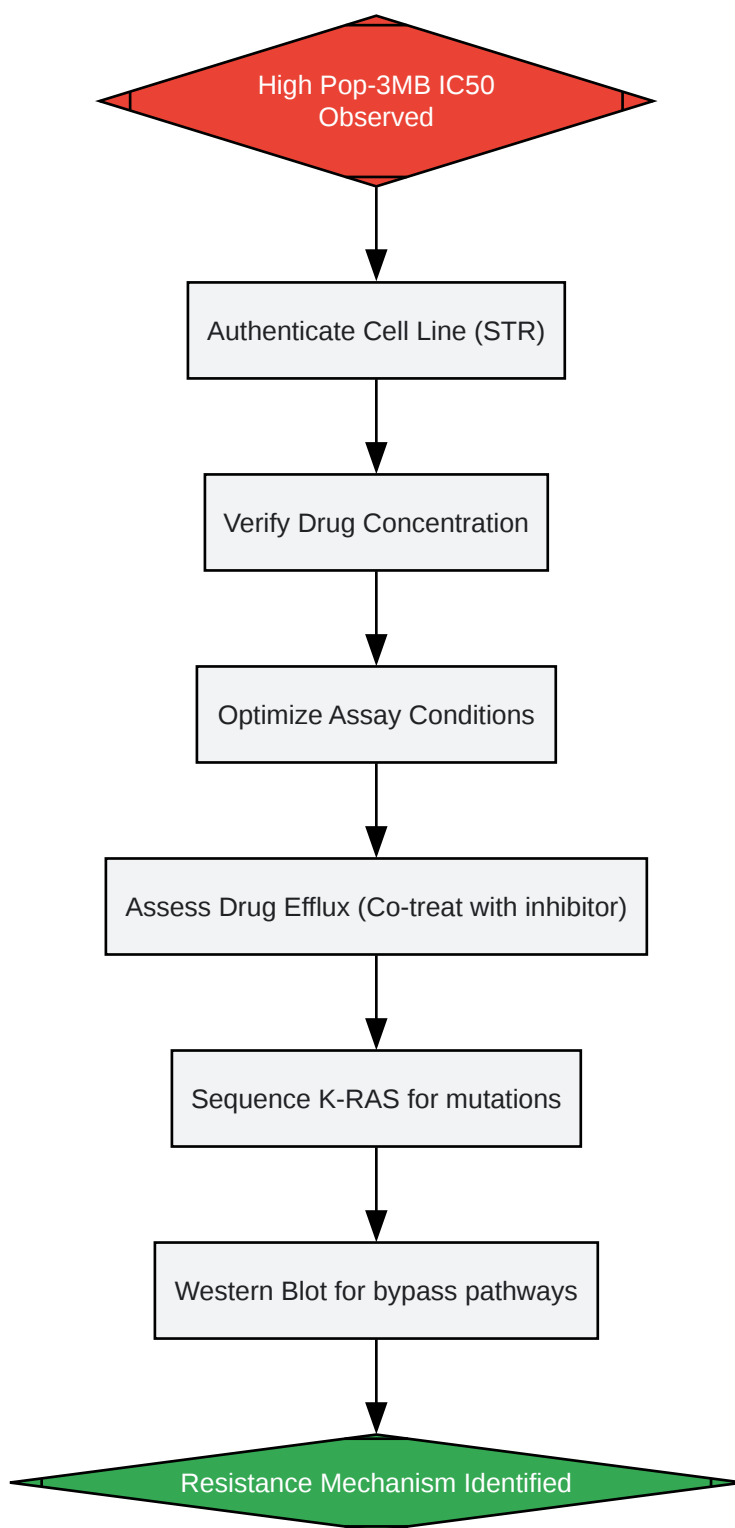 High Pop-3MB IC50
Observed
Authenticate Cell Line (STR)
Verify Drug Concentration
Optimize Assay Conditions
Assess Drug Efflux (Co-treat with inhibitor)
Sequence K-RAS for mutations
Western Blot for bypass pathways
Resistance Mechanism Identified